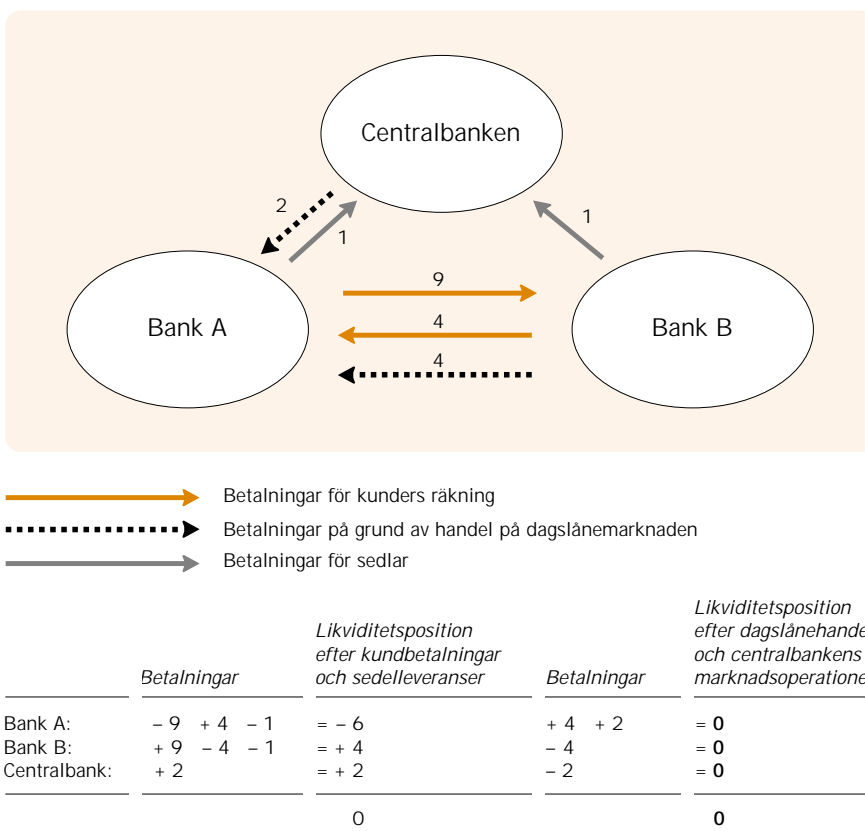 Centralbanken
2
1
1
Bank A
9
4
4
Bank B
Betalningar för kunders räkning
Betalningar på grund av handel på dagslånemarknaden
Betalningar för sedlar
Betalningar
Likviditetsposition
efter kundbetalningar
och sedelleveranser
Betalningar
Likviditetsposition
efter dagslånehande
och centralbankens
marknadsoperatione
Bank A: – 9 + 4 – 1 = – 6 + 4 + 2 = 0
Bank B: + 9 – 4 – 1 = + 4 – 4 = 0
Centralbank: + 2 = + 2 – 2 = 0
0 0